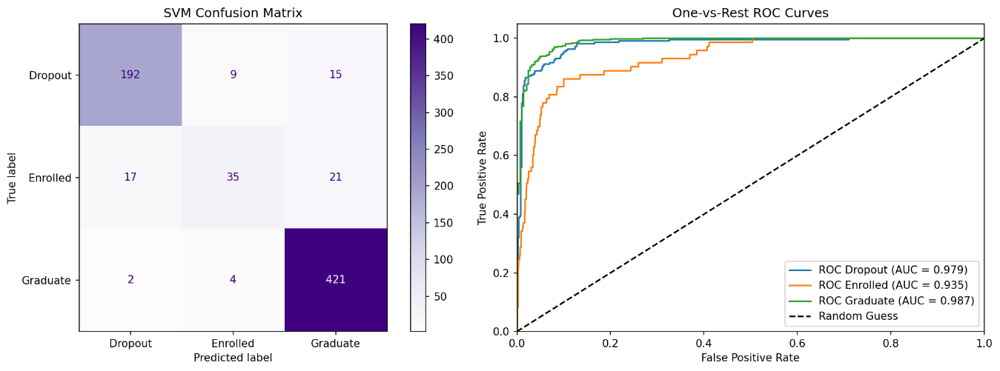 SVM Confusion Matrix
True label
Dropout
192
9
15
Enrolled
17
35
21
Graduate
2
4
421
Dropout
Enrolled
Graduate
Predicted label
400
350
300
250
200
150
100
50
One-vs-Rest ROC Curves
True Positive Rate
1.0
0.8
0.6
0.4
0.2
0.0
0.0
0.2
0.4
0.6
0.8
1.0
False Positive Rate
ROC Dropout (AUC = 0.979)
ROC Enrolled (AUC = 0.935)
ROC Graduate (AUC = 0.987)
Random Guess